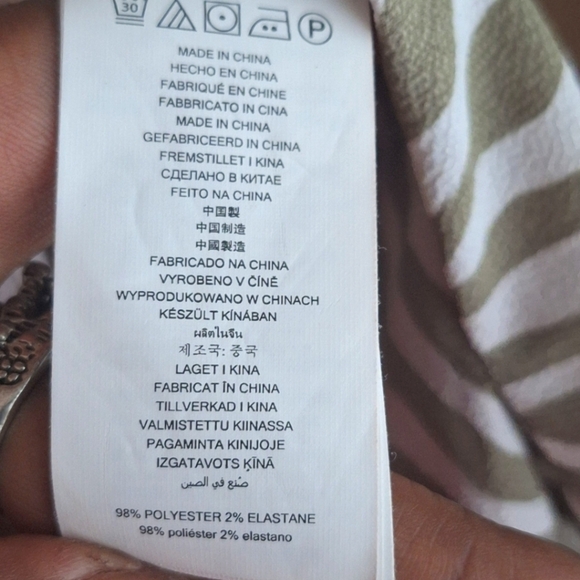 30
P
MADE IN CHINA
HECHO EN CHINA
FABRIQUÉ EN CHINE
FABBRICATO IN CINA
MADE IN CHINA
GEFABRICEERD IN CHINA
FREMSTILLET I KINA
СДЕЛАНО В КИТАЕ
FEITO NA CHINA
中国製
中国制造
中國製造
FABRICADO NA CHINA
VYROBENO V ČÍNĚ
WYPRODUKOWANO W CHINACH
KÉSZÜLT KÍNÁBAN
ผลิตในจีน
제조국: 중국
LAGET I KINA
FABRICAT ÎN CHINA
TILLVERKAD I KINA
VALMISTETTU KIINASSA
PAGAMINTA KINIJOJE
IZGATAVOTS ĶĪNĀ
صُنع في الصين
98% POLYESTER 2% ELASTANE
98% poliéster 2% elastano